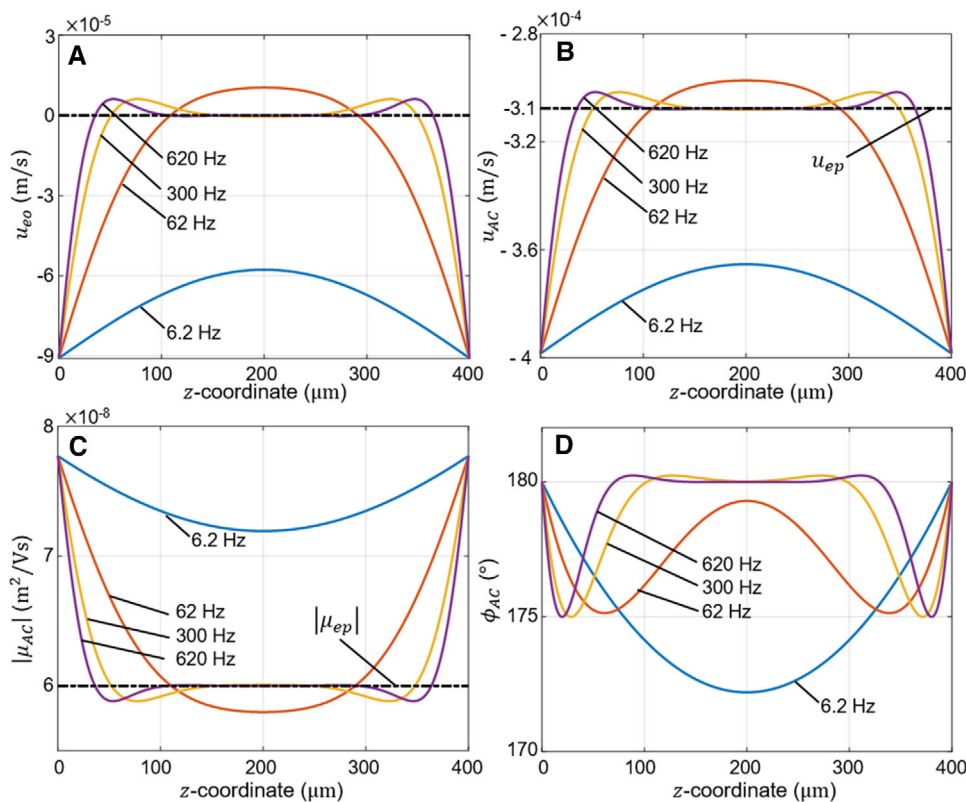 ×10⁻⁵
A
3
0
-3
-6
-9
u_eo (m/s)
620 Hz
300 Hz
62 Hz
6.2 Hz
0 100 200 300 400
z-coordinate (μm)
×10⁻⁴
B
- 2.8
-3.1
-3.2
-3.6
- 4
u_AC (m/s)
u_ep
620 Hz
300 Hz
62 Hz
6.2 Hz
0 100 200 300 400
z-coordinate (μm)
×10⁻⁸
C
8
7
6
|μ_AC| (m²/Vs)
6.2 Hz
62 Hz
300 Hz
620 Hz
|μ_ep|
0 100 200 300 400
z-coordinate (μm)
D
180
175
170
ϕ_AC (°)
620 Hz
300 Hz
62 Hz
6.2 Hz
0 100 200 300 400
z-coordinate (μm)